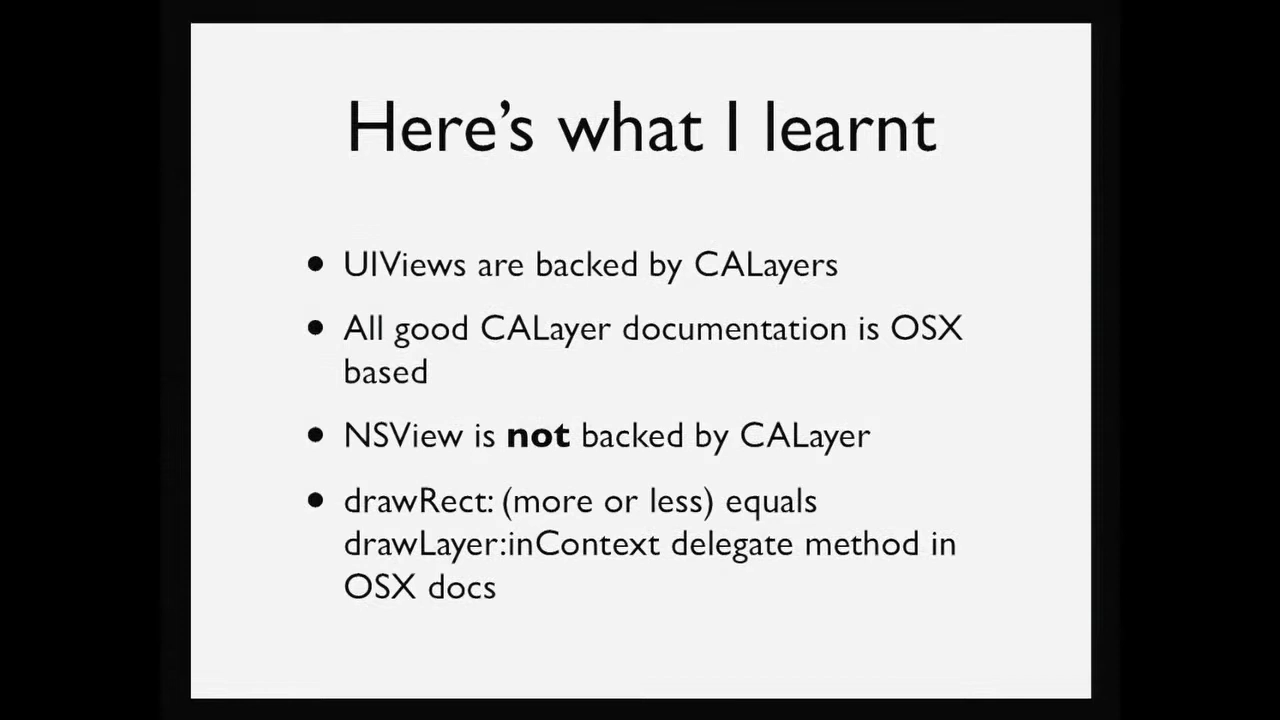 Here’s what I learnt
• UIViews are backed by CALayers
• All good CALayer documentation is OSX
based
• NSView is not backed by CALayer
• drawRect: (more or less) equals
drawLayer:inContext delegate method in
OSX docs